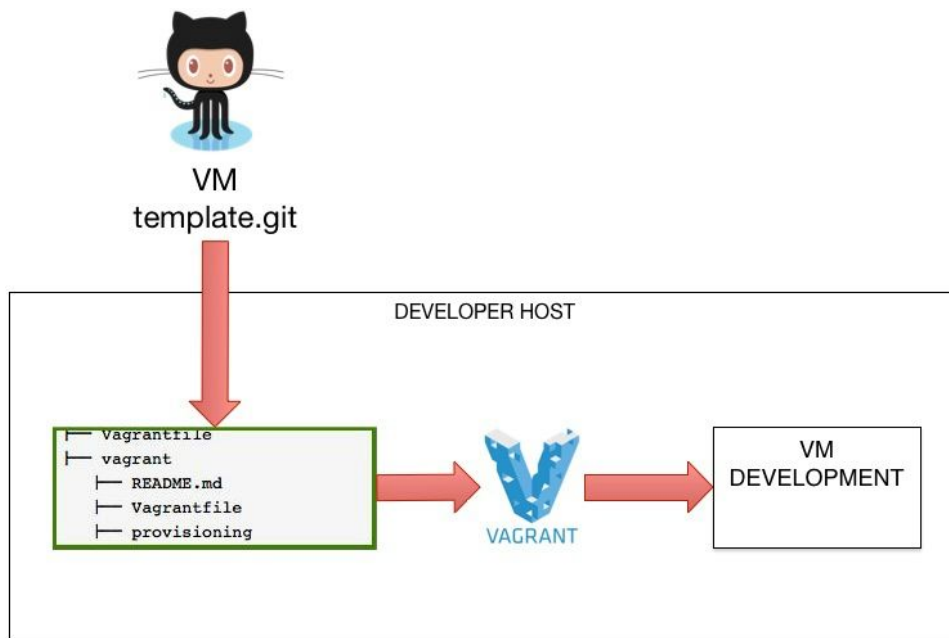 VM
template.git
DEVELOPER HOST
├── Vagrantfile
├── vagrant
├── README.md
├── Vagrantfile
├── provisioning
VAGRANT
VM
DEVELOPMENT